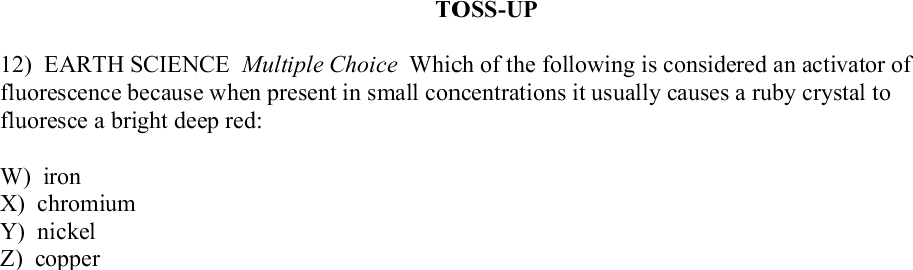 TOSS-UP
12) EARTH SCIENCE Multiple Choice Which of the following is considered an activator of
fluorescence because when present in small concentrations it usually causes a ruby crystal to
fluoresce a bright deep red:
W) iron
X) chromium
Y) nickel
Z) copper